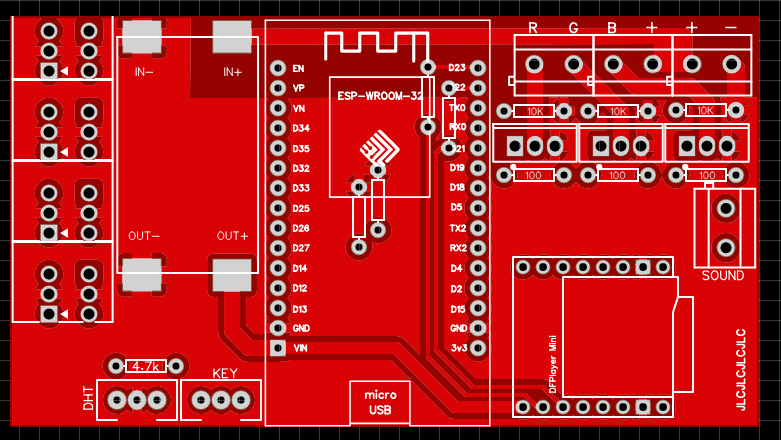 R G B + + −
IN− IN+
EN D23
VP 22
VN TX0
D34 RX0
D35 21
D32 D19
D33 D18
D25 D5
D26 TX2
D27 RX2
D14 D4
D12 D2
D13 D15
GND GND
VIN 3v3
ESP-WROOM-32
10K 10K 10K
100 100 100
OUT− OUT+
SOUND
DFPlayer Mini
JLCJLCJLCJLC
4.7k
DHT
KEY
micro
USB